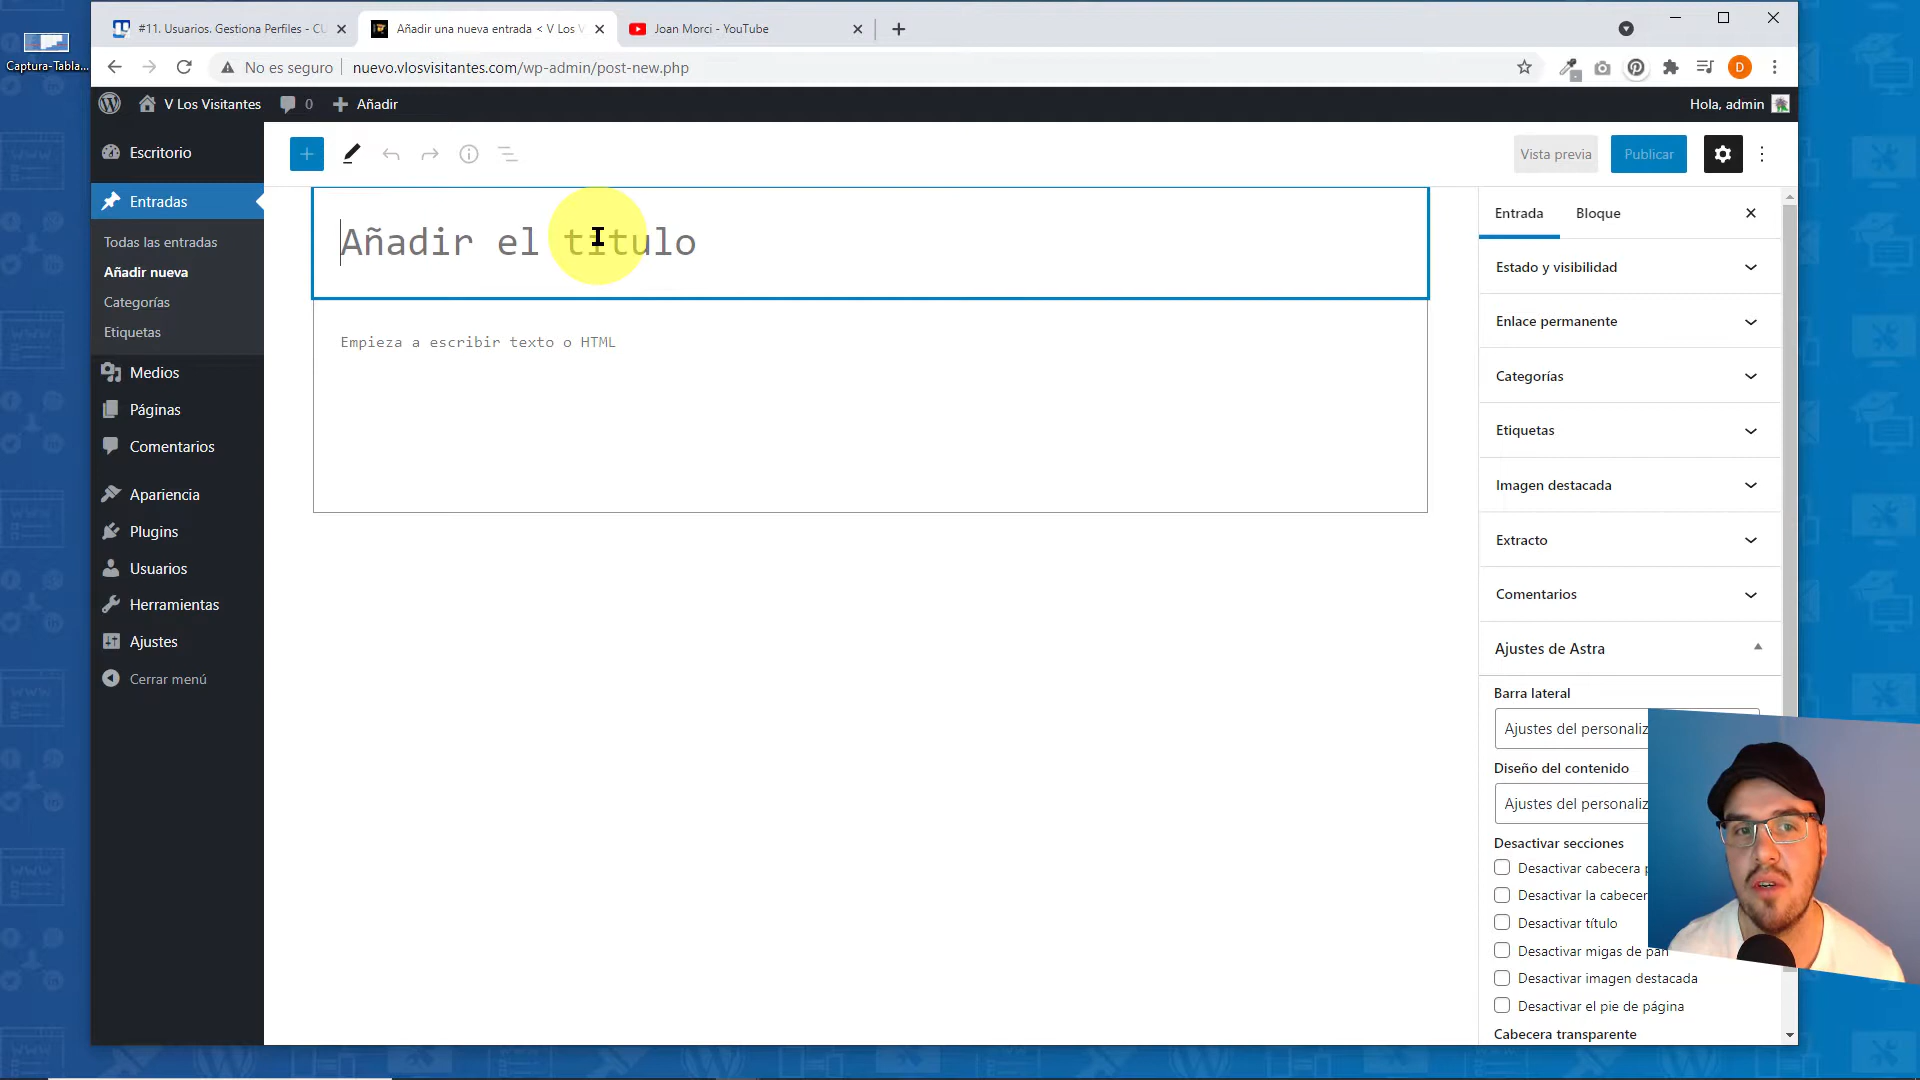 #11. Usuarios. Gestiona Perfiles - CU
Añadir una nueva entrada < V Los V
Joan Morci - YouTube
Captura-Tabla...
No es seguro
nuevo.vlosvisitantes.com/wp-admin/post-new.php
D
V Los Visitantes
0
Añadir
Hola, admin
Escritorio
Entradas
Todas las entradas
Añadir nueva
Categorías
Etiquetas
Medios
Páginas
Comentarios
Apariencia
Plugins
Usuarios
Herramientas
Ajustes
Cerrar menú
Vista previa
Publicar
Añadir el título
Empieza a escribir texto o HTML
Entrada
Bloque
Estado y visibilidad
Enlace permanente
Categorías
Etiquetas
Imagen destacada
Extracto
Comentarios
Ajustes de Astra
Barra lateral
Ajustes del personaliz
Diseño del contenido
Ajustes del personaliz
Desactivar secciones
Desactivar cabecera p
Desactivar la cabecer
Desactivar título
Desactivar migas de pan
Desactivar imagen destacada
Desactivar el pie de página
Cabecera transparente